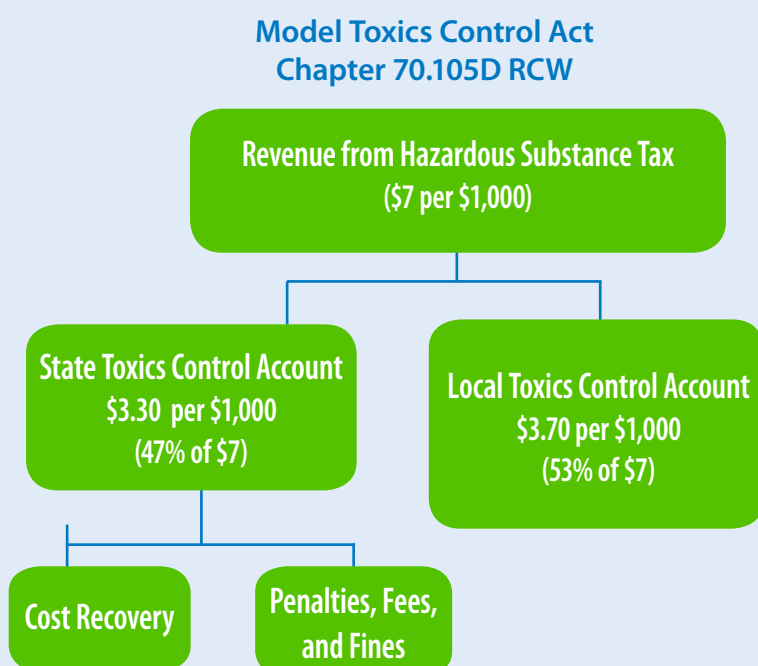 Model Toxics Control Act
Chapter 70.105D RCW
Revenue from Hazardous Substance Tax
($7 per $1,000)
State Toxics Control Account
$3.30 per $1,000
(47% of $7)
Local Toxics Control Account
$3.70 per $1,000
(53% of $7)
Cost Recovery
Penalties, Fees,
and Fines